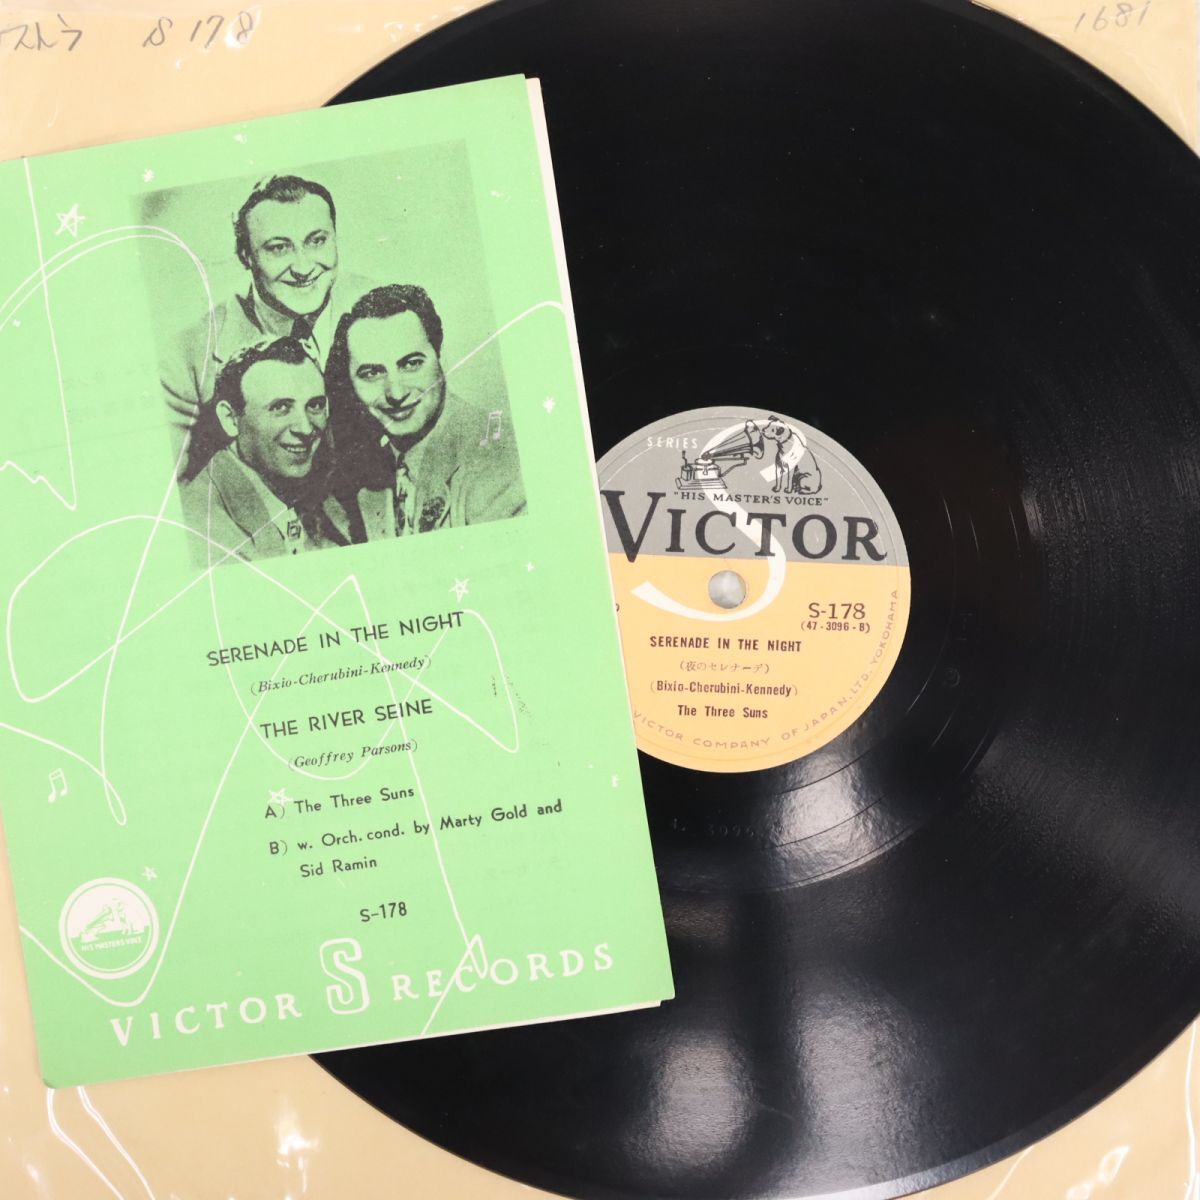 ストラ S 178
1681
SERENADE IN THE NIGHT
(Bixio-Cherubini-Kennedy)
THE RIVER SEINE
(Geoffrey Parsons)
A) The Three Suns
B) w. Orch. cond. by Marty Gold and
Sid Ramin
S-178
HIS MASTER'S VOICE
VICTOR S RECORDS
SERIES S
"HIS MASTER'S VOICE"
VICTOR
S-178
(47-3096-B)
SERENADE IN THE NIGHT
(夜のセレナーデ)
(Bixio-Cherubini-Kennedy)
The Three Suns
VICTOR COMPANY OF JAPAN, LTD. YOKOHAMA
3096